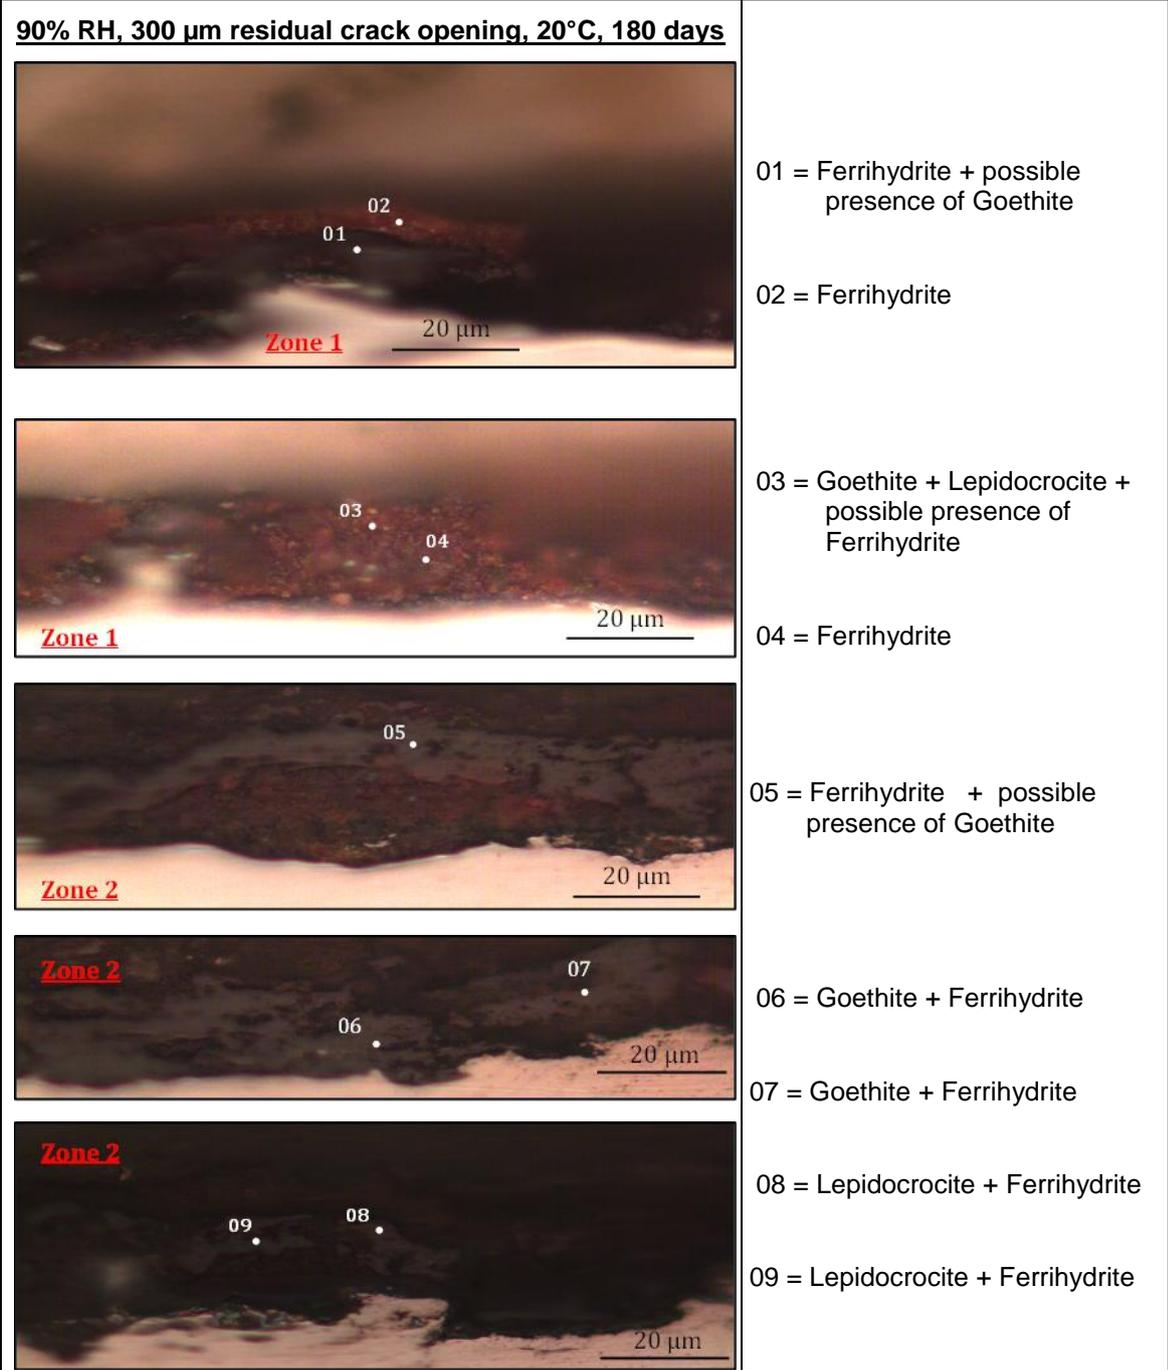 90% RH, 300 µm residual crack opening, 20°C, 180 days
02
01
Zone 1
20 µm
01 = Ferrihydrite + possible
presence of Goethite
02 = Ferrihydrite
03
04
Zone 1
20 µm
03 = Goethite + Lepidocrocite +
possible presence of
Ferrihydrite
04 = Ferrihydrite
05
Zone 2
20 µm
05 = Ferrihydrite + possible
presence of Goethite
Zone 2
07
06
20 µm
06 = Goethite + Ferrihydrite
07 = Goethite + Ferrihydrite
Zone 2
09
08
20 µm
08 = Lepidocrocite + Ferrihydrite
09 = Lepidocrocite + Ferrihydrite